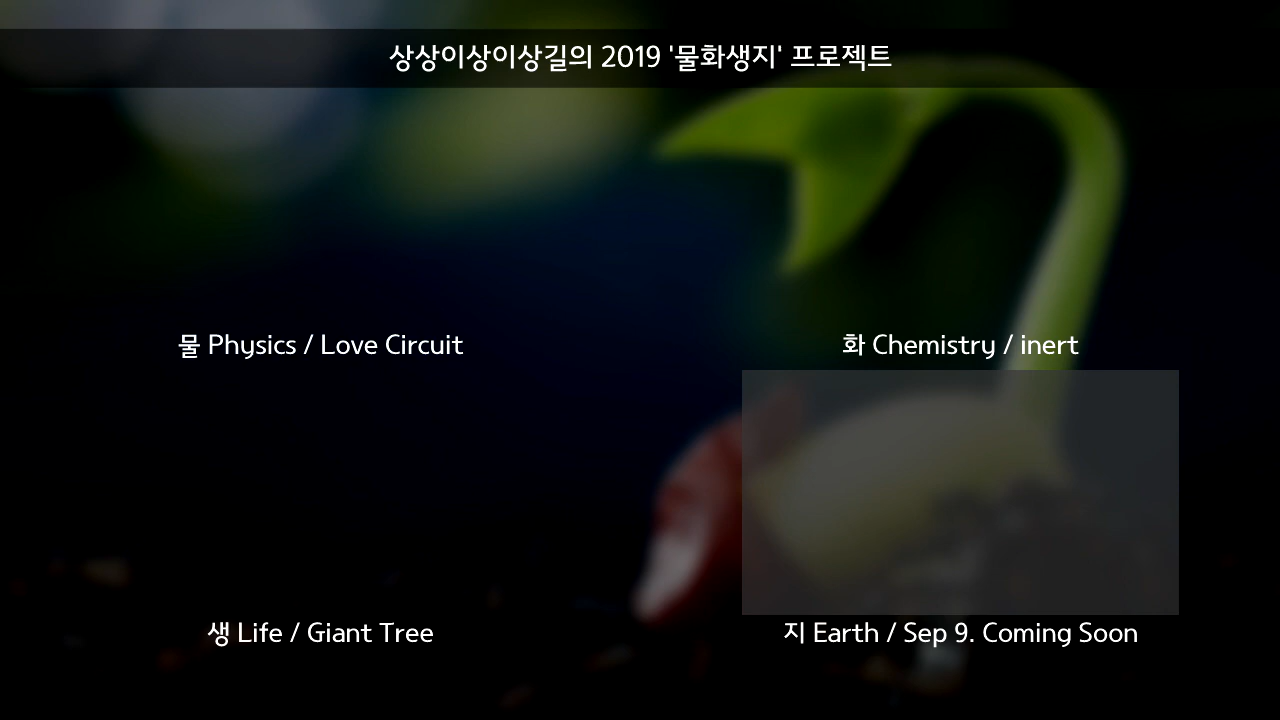 상상이상이상길의 2019 '물화생지' 프로젝트
물 Physics / Love Circuit
화 Chemistry / inert
생 Life / Giant Tree
지 Earth / Sep 9. Coming Soon